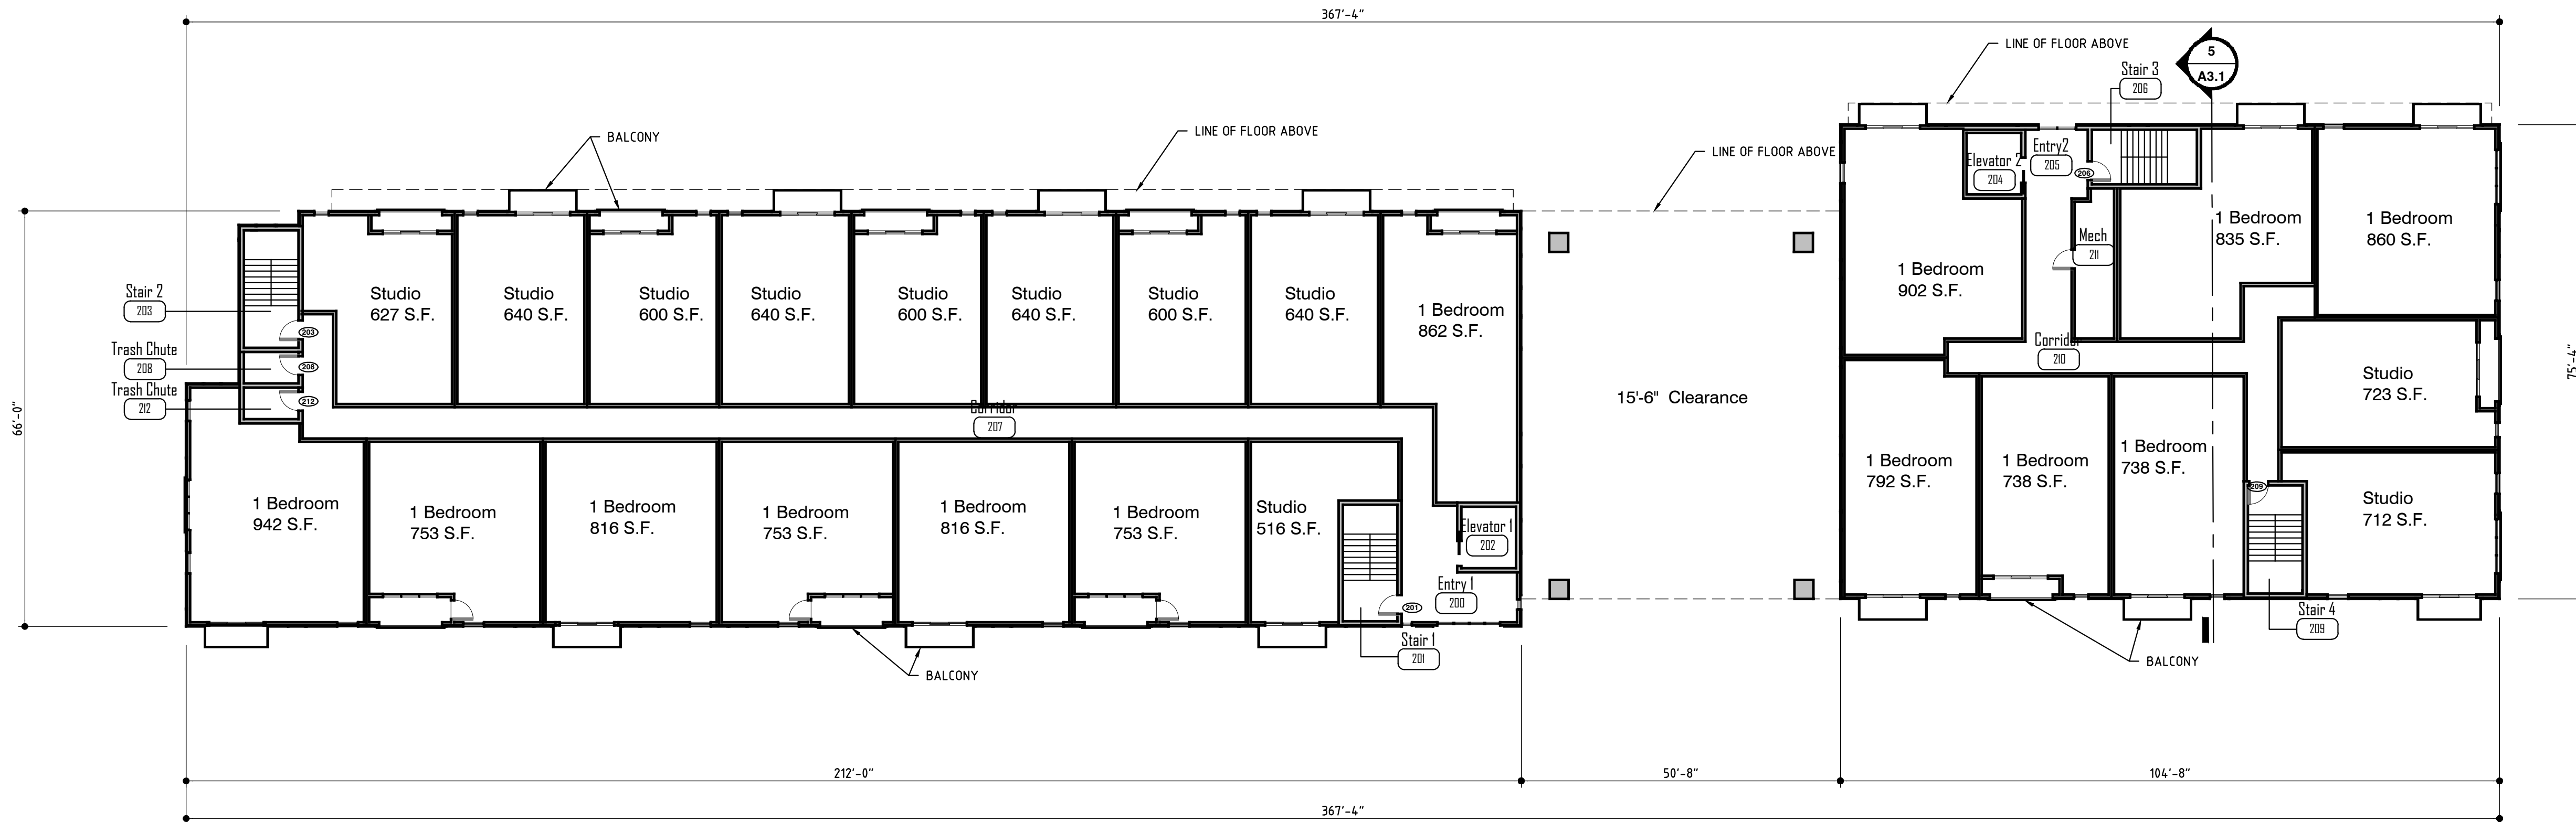 367'-4"
LINE OF FLOOR ABOVE
5
A3.1
Stair 3
206
BALCONY
LINE OF FLOOR ABOVE
LINE OF FLOOR ABOVE
Elevator 2
204
Entry2
205
206
1 Bedroom
835 S.F.
1 Bedroom
860 S.F.
Mech
211
1 Bedroom
902 S.F.
Stair 2
203
203
Trash Chute
208
208
Trash Chute
212
212
Studio
627 S.F.
Studio
640 S.F.
Studio
600 S.F.
Studio
640 S.F.
Studio
600 S.F.
Studio
640 S.F.
Studio
600 S.F.
Studio
640 S.F.
1 Bedroom
862 S.F.
Corridor
210
75'-4"
Studio
723 S.F.
15'-6" Clearance
66'-0"
Corridor
207
1 Bedroom
942 S.F.
1 Bedroom
753 S.F.
1 Bedroom
816 S.F.
1 Bedroom
753 S.F.
1 Bedroom
816 S.F.
1 Bedroom
753 S.F.
Studio
516 S.F.
Elevator 1
202
Entry 1
200
201
Stair 1
201
1 Bedroom
792 S.F.
1 Bedroom
738 S.F.
1 Bedroom
738 S.F.
209
Studio
712 S.F.
Stair 4
209
BALCONY
BALCONY
212'-0"
50'-8"
104'-8"
367'-4"